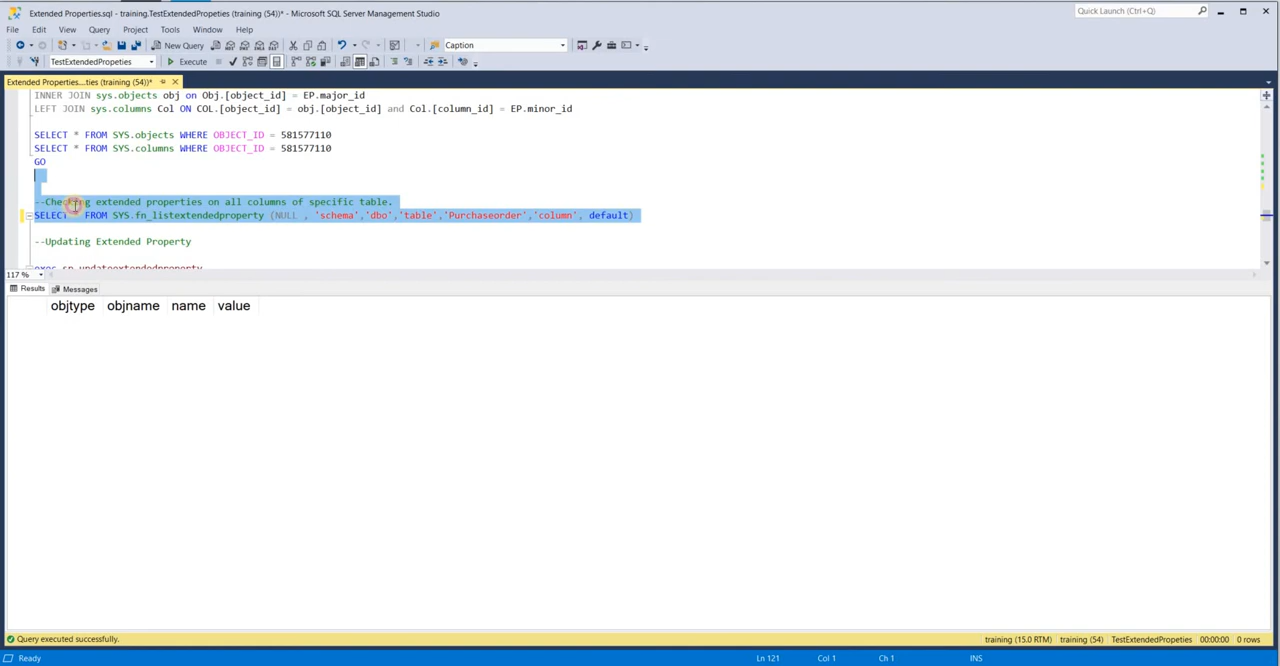 Extended Properties.sql - training.TestExtendedPropeties (training (54))* - Microsoft SQL Server Management Studio
Quick Launch (Ctrl+Q)
File Edit View Query Project Tools Window Help
New Query
Caption
TestExtendedPropeties
Execute
Extended Properties....ties (training (54))*
INNER JOIN sys.objects obj on Obj.[object_id] = EP.major_id
LEFT JOIN sys.columns Col ON COL.[object_id] = obj.[object_id] and Col.[column_id] = EP.minor_id
SELECT * FROM SYS.objects WHERE OBJECT_ID = 581577110
SELECT * FROM SYS.columns WHERE OBJECT_ID = 581577110
GO
--Checking extended properties on all columns of specific table.
SELECT * FROM SYS.fn_listextendedproperty (NULL , 'schema','dbo','table','Purchaseorder','column', default)
--Updating Extended Property
exec sp_updateextendedproperty
117 %
Results Messages
objtype objname name value
Query executed successfully.
training (15.0 RTM) training (54) TestExtendedPropeties 00:00:00 0 rows
Ready
Ln 121 Col 1 Ch 1 INS